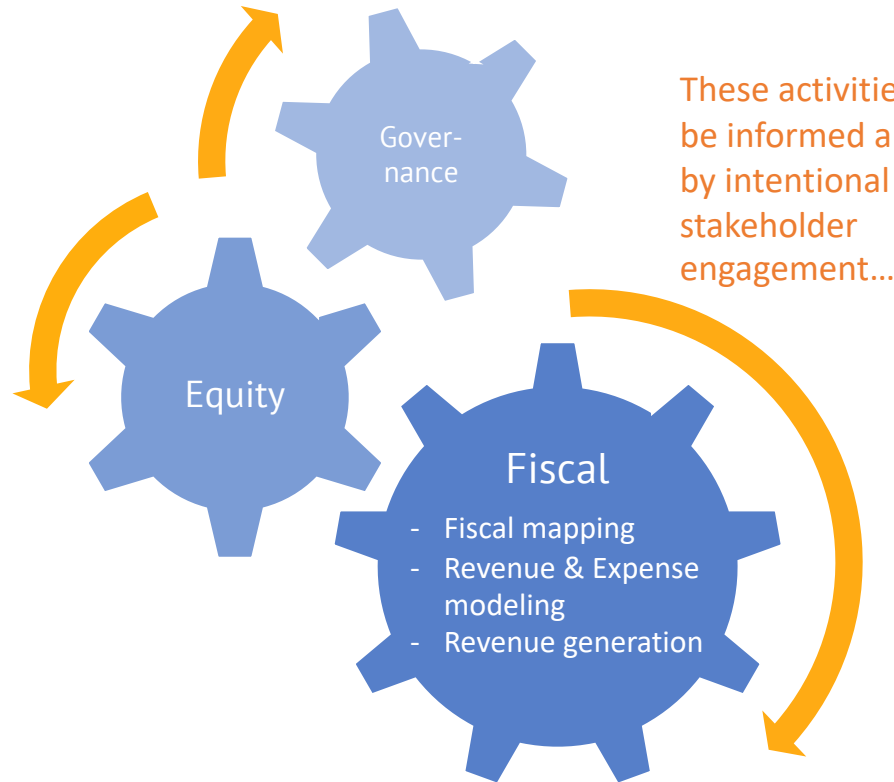 Gover-
nance
These activitie
be informed a
by intentional
stakeholder
engagement…
Equity
Fiscal
- Fiscal mapping
- Revenue & Expense
modeling
- Revenue generation